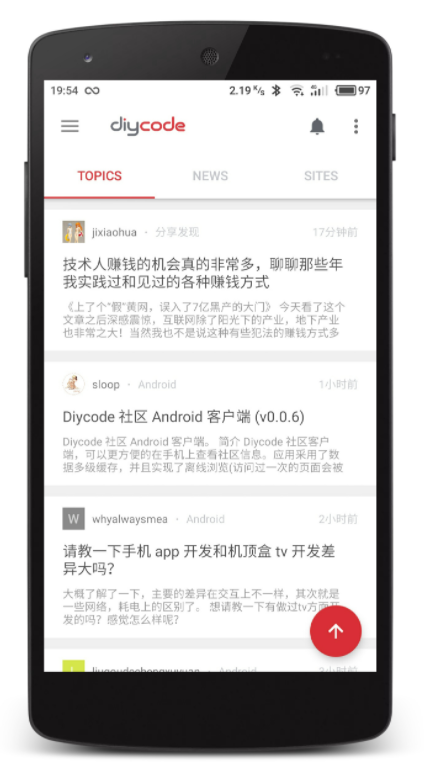 19:54
2.19 K/s
4G
97
diycode
TOPICS
NEWS
SITES
jixiaohua · 分享发现
17分钟前
技术人赚钱的机会真的非常多，聊聊那些年
我实践过和见过的各种赚钱方式
《上了个"假"黄网，误入了7亿黑产的大门》 今天看了这个
文章之后深感震惊，互联网除了阳光下的产业，地下产业
也非常之大！当然我也不是说这种有些犯法的赚钱方式多
sloop · Android
1小时前
Diycode 社区 Android 客户端 (v0.0.6)
Diycode 社区 Android 客户端。 简介 Diycode 社区客户
端，可以更方便的在手机上查看社区信息。应用采用了数
据多级缓存，并且实现了离线浏览(访问过一次的页面会被
W
whyalwaysmea · Android
2小时前
请教一下手机 app 开发和机顶盒 tv 开发差
异大吗？
大概了解了一下，主要的差异在交互上不一样，其次就是
一些网络，耗电上的区别了。 想请教一下有做过tv方面开
发的吗？感觉怎么样呢？
Android